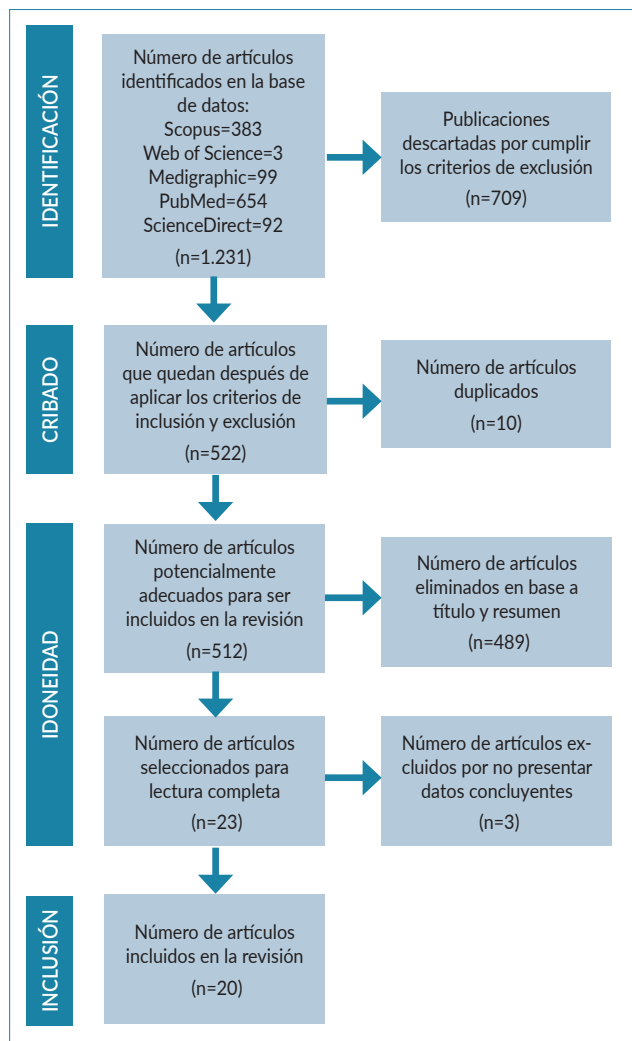 IDENTIFICACIÓN
Número de artículos
identificados en la base
de datos:
Scopus=383
Web of Science=3
Medigraphic=99
PubMed=654
ScienceDirect=92
(n=1.231)
Publicaciones
descartadas por cumplir
los criterios de exclusión
(n=709)
CRIBADO
Número de artículos
que quedan después de
aplicar los criterios de
inclusión y exclusión
(n=522)
Número de artículos
duplicados
(n=10)
IDONEIDAD
Número de artículos
potencialmente
adecuados para ser
incluidos en la revisión
(n=512)
Número de artículos
eliminados en base a
título y resumen
(n=489)
Número de artículos
seleccionados para
lectura completa
(n=23)
Número de artículos ex-
cluidos por no presentar
datos concluyentes
(n=3)
INCLUSIÓN
Número de artículos
incluidos en la revisión
(n=20)